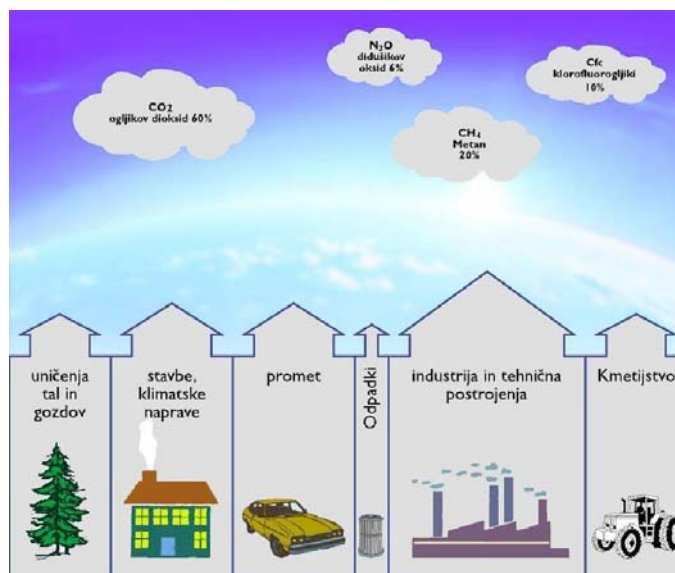 N₂O
didušikov
oksid 6%
Cfc
klorofluorogljiki
10%
CO₂
ogljikov dioksid 60%
CH₄
Metan
20%
uničenja
tal in
gozdov
stavbe,
klimatske
naprave
promet
Odpadki
industrija in tehnična
postrojenja
Kmetijstvo